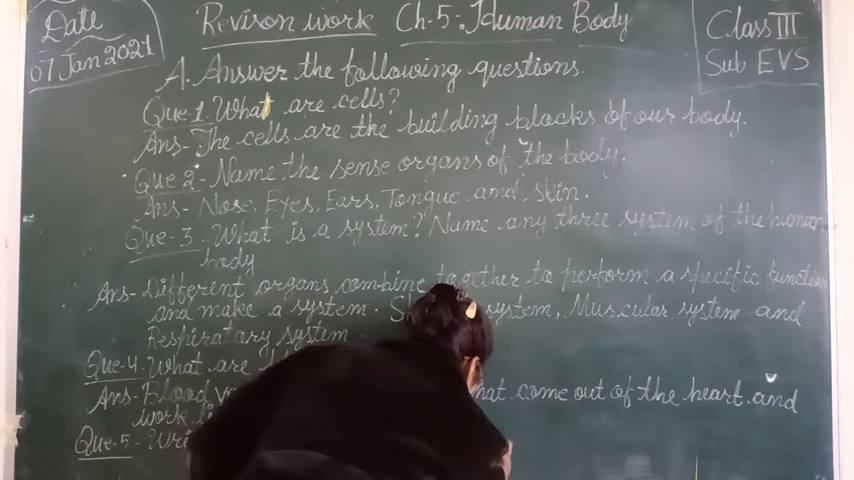 Date
07 Jan 2021
Revison work Ch-5: Human Body
Class III
Sub EVS
A. Answer the following questions.
Que-1. What are cells?
Ans- The cells are the building blocks of our body.
Que-2- Name the sense organs of the body.
Ans- Nose, Eyes, Ears, Tongue and skin.
Que-3. What is a system? Name any three system of the human
body
Ans- Different organs combine together to perform a specific function
and make a system. system, Muscular system and
Respiratary system
Que-4. What are
Ans- Blood that come out of the heart and
work
Que-5-